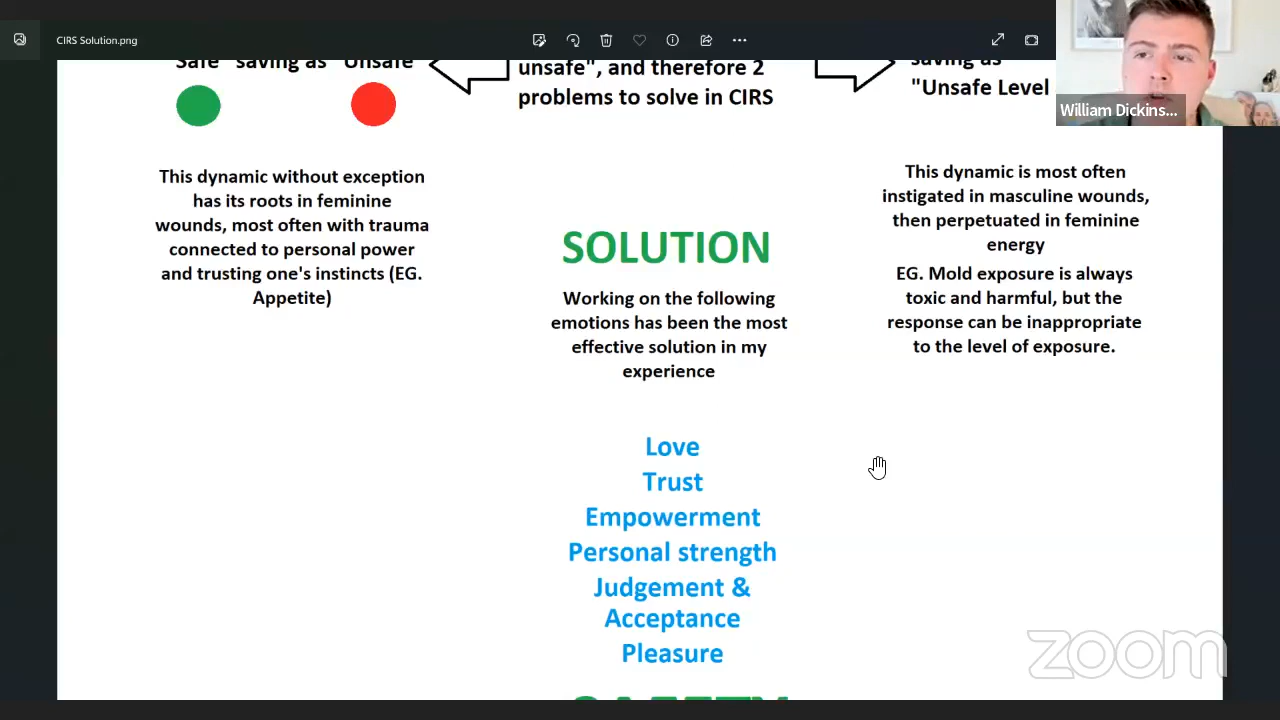 CIRS Solution.png
"Safe" saving as "Unsafe"
unsafe", and therefore 2
problems to solve in CIRS
saving as
"Unsafe Level
William Dickins...
This dynamic without exception
has its roots in feminine
wounds, most often with trauma
connected to personal power
and trusting one's instincts (EG.
Appetite)
SOLUTION
Working on the following
emotions has been the most
effective solution in my
experience
Love
Trust
Empowerment
Personal strength
Judgement &
Acceptance
Pleasure
This dynamic is most often
instigated in masculine wounds,
then perpetuated in feminine
energy
EG. Mold exposure is always
toxic and harmful, but the
response can be inappropriate
to the level of exposure.
zoom